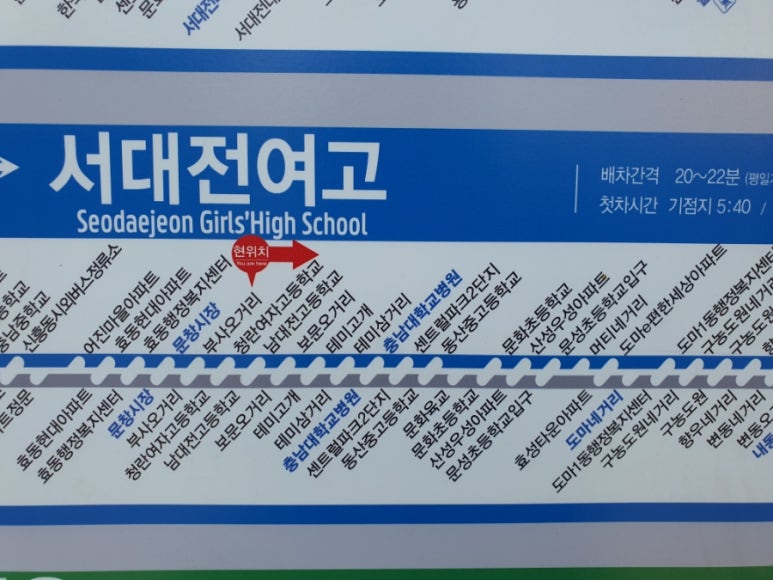 서대전여고
Seodaejeon Girls'High School
배차간격 20~22분
첫차시간 기점지 5:40 /
현위치
You are here
신흥동시외버스정류소
어진마을아파트
효동현대아파트
효동행정복지센터
문창시장
부사오거리
청란여자고등학교
남대전고등학교
보문오거리
테미고개
테미삼거리
충남대학교병원
센트럴파크2단지
동산중고등학교
문화초등학교
산성우성아파트
문성초등학교입구
머티네거리
도마e편한세상아파트
도마1동행정복지센터
구농도원네거리
구농도원
효동현대아파트
효동행정복지센터
문창시장
부사오거리
청란여자고등학교
남대전고등학교
보문오거리
테미고개
테미삼거리
충남대학교병원
센트럴파크2단지
동산중고등학교
문화육교
문화초등학교
산성우성아파트
문성초등학교입구
효성타운아파트
도마네거리
도마1동행정복지센터
구농도원네거리
구농도원
향우네거리
변동네거리